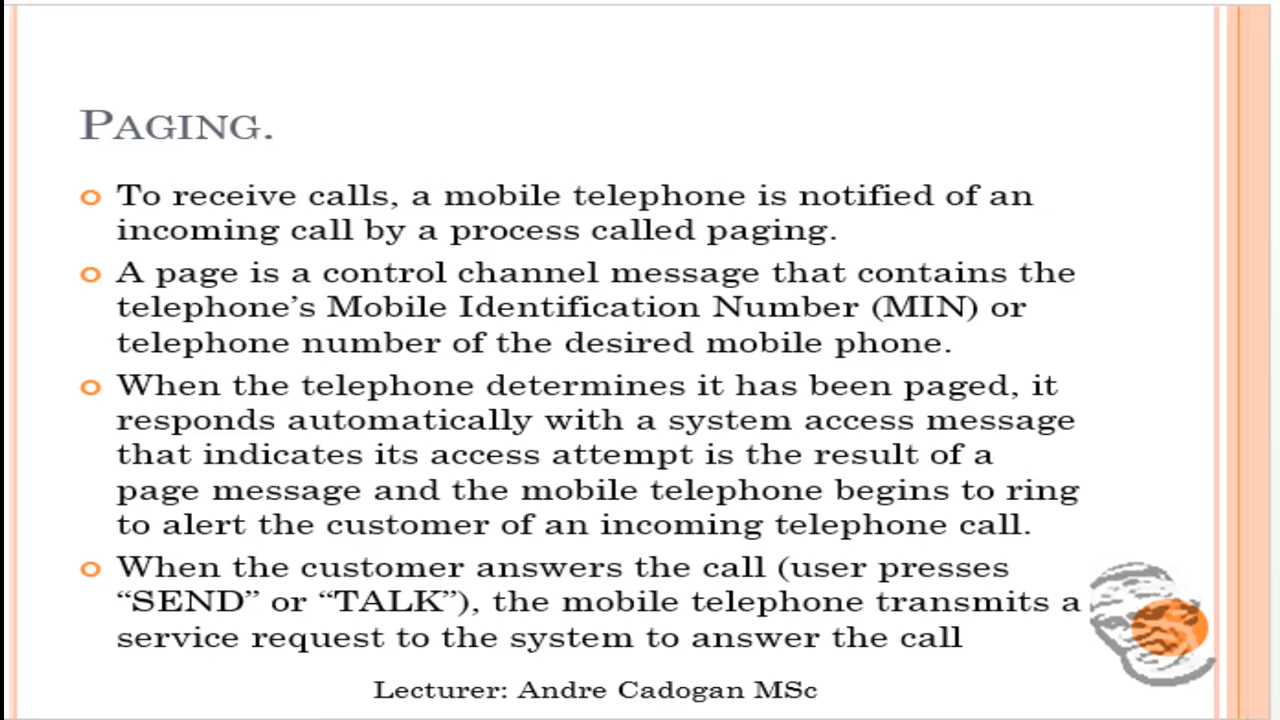 PAGING.
To receive calls, a mobile telephone is notified of an
incoming call by a process called paging.
A page is a control channel message that contains the
telephone’s Mobile Identification Number (MIN) or
telephone number of the desired mobile phone.
When the telephone determines it has been paged, it
responds automatically with a system access message
that indicates its access attempt is the result of a
page message and the mobile telephone begins to ring
to alert the customer of an incoming telephone call.
When the customer answers the call (user presses
“SEND” or “TALK”), the mobile telephone transmits a
service request to the system to answer the call
Lecturer: Andre Cadogan MSc